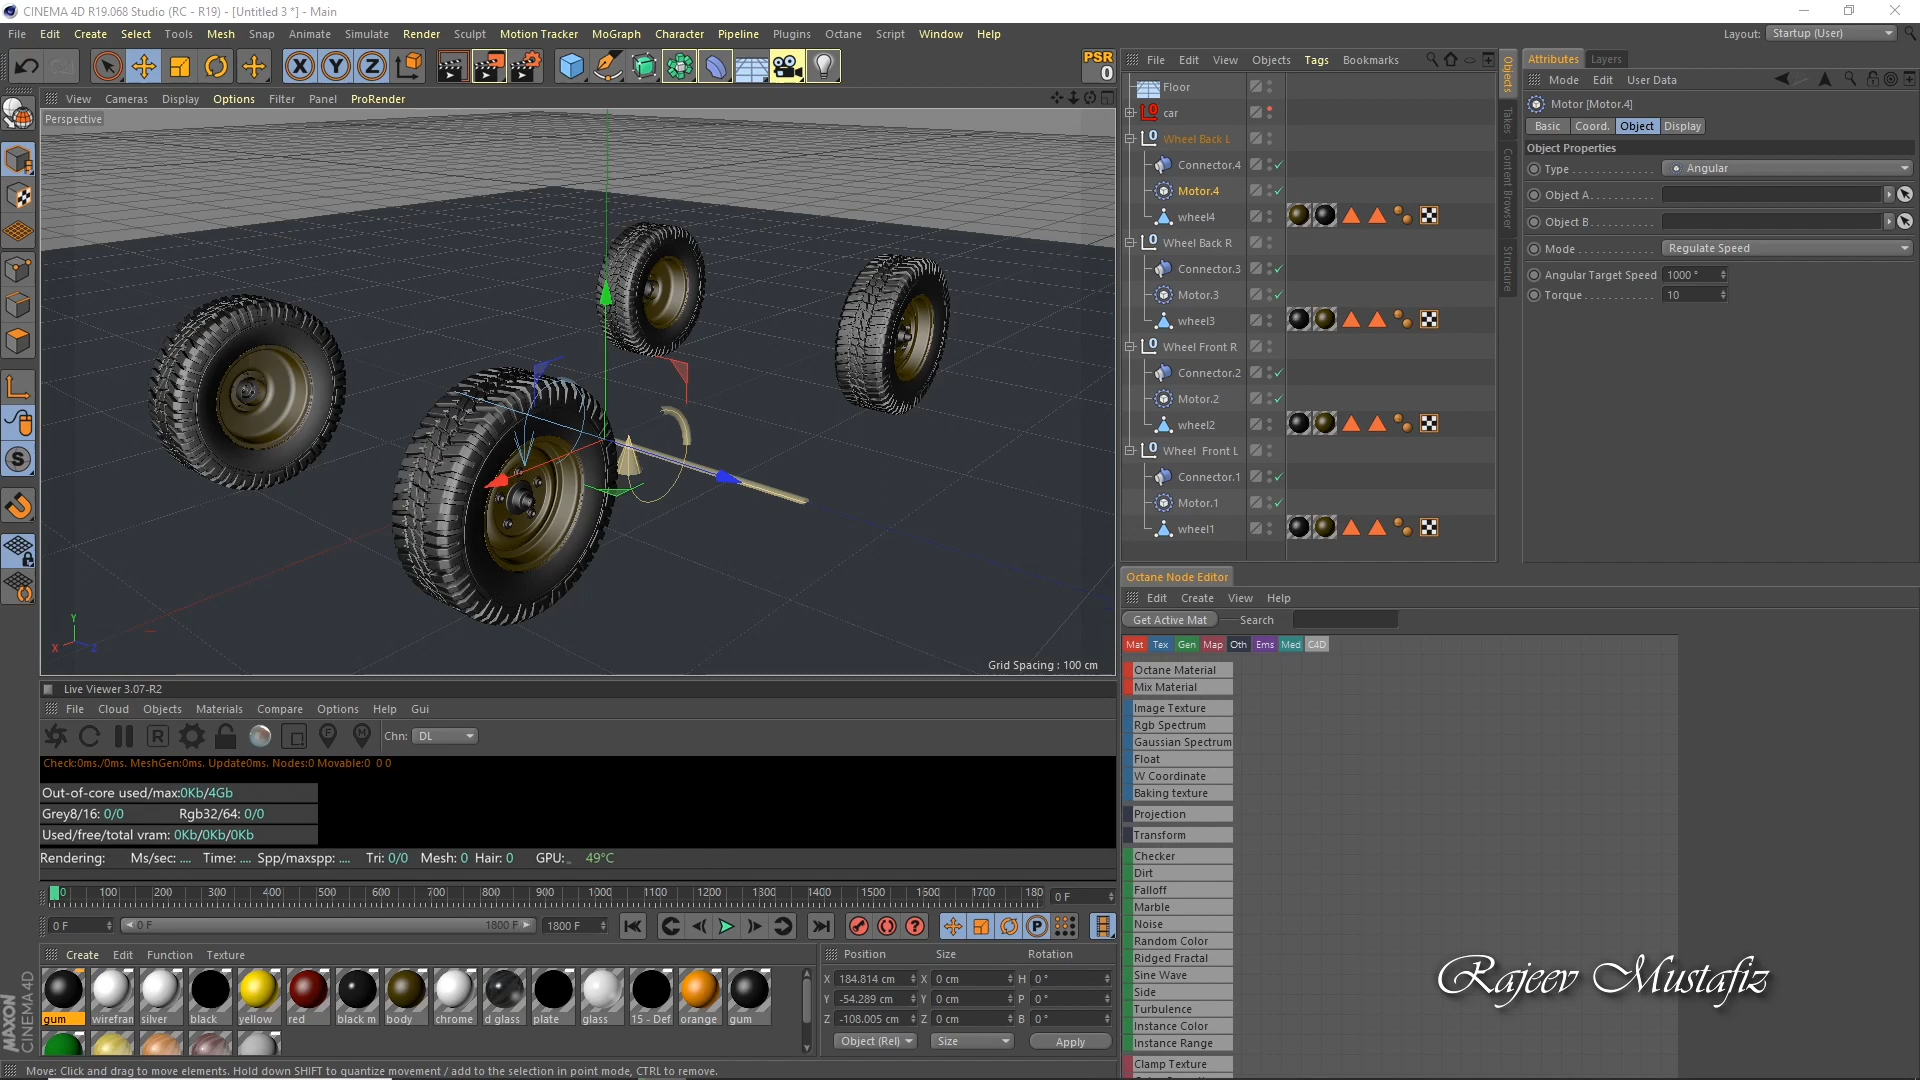 CINEMA 4D R19.068 Studio (RC - R19) - [Untitled 3 *] - Main
File Edit Create Select Tools Mesh Snap Animate Simulate Render Sculpt Motion Tracker MoGraph Character Pipeline Plugins Octane Script Window Help
Layout: Startup (User)
X Y Z
PSR
0
View Cameras Display Options Filter Panel ProRender
Perspective
Grid Spacing : 100 cm
Y
X
Z
S
File Edit View Objects Tags Bookmarks
Floor
car
Wheel Back L
Connector.4
Motor.4
wheel4
Wheel Back R
Connector.3
Motor.3
wheel3
Wheel Front R
Connector.2
Motor.2
wheel2
Wheel Front L
Connector.1
Motor.1
wheel1
Objects
Takes
Content Browser
Structure
Attributes Layers
Mode Edit User Data
Motor [Motor.4]
Basic Coord. Object Display
Object Properties
Type Angular
Object A
Object B
Mode Regulate Speed
Angular Target Speed 1000 °
Torque 10
Octane Node Editor
Edit Create View Help
Get Active Mat Search
Mat Tex Gen Map Oth Ems Med C4D
Octane Material
Mix Material
Image Texture
Rgb Spectrum
Gaussian Spectrum
Float
W Coordinate
Baking texture
Projection
Transform
Checker
Dirt
Falloff
Marble
Noise
Random Color
Ridged Fractal
Sine Wave
Side
Turbulence
Instance Color
Instance Range
Clamp Texture
Live Viewer 3.07-R2
File Cloud Objects Materials Compare Options Help Gui
R
F
M
Chn: DL
Check:0ms./0ms. MeshGen:0ms. Update0ms. Nodes:0 Movable:0 0 0
Out-of-core used/max:0Kb/4Gb
Grey8/16: 0/0 Rgb32/64: 0/0
Used/free/total vram: 0Kb/0Kb/0Kb
Rendering: Ms/sec: .... Time: .... Spp/maxspp: .... Tri: 0/0 Mesh: 0 Hair: 0 GPU: 49°C
0 100 200 300 400 500 600 700 800 900 1000 1100 1200 1300 1400 1500 1600 1700 180
0 F
0 F 0 F 1800 F 1800 F
P
Create Edit Function Texture
gum wirefran silver black yellow red black m body chrome d glass plate glass 15 - Def orange gum
Position Size Rotation
X 184.814 cm X 0 cm H 0 °
Y -54.289 cm Y 0 cm P 0 °
Z -108.005 cm Z 0 cm B 0 °
Object (Rel) Size Apply
MAXON
CINEMA 4D
Move: Click and drag to move elements. Hold down SHIFT to quantize movement / add to the selection in point mode, CTRL to remove.
Rajeev Mustafiz